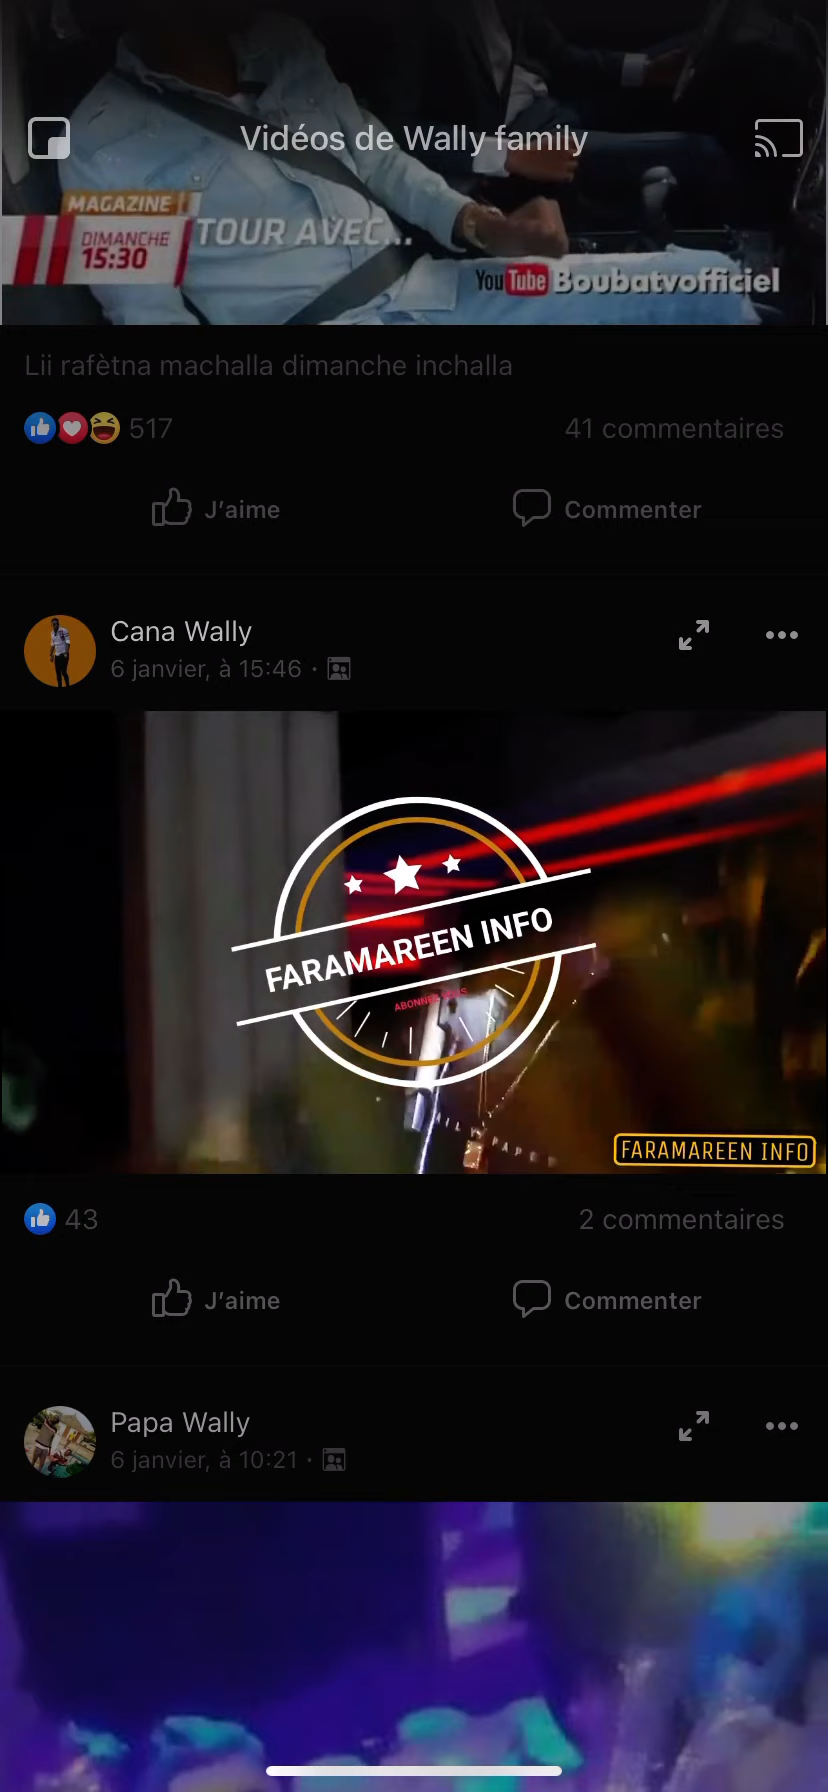 Vidéos de Wally family
MAGAZINE
DIMANCHE
15:30
TOUR AVEC...
YouTube Boubatvofficiel
Lii rafètna machalla dimanche inchalla
517
41 commentaires
J'aime
Commenter
Cana Wally
6 janvier, à 15:46 ·
FARAMAREEN INFO
FARAMAREEN INFO
43
2 commentaires
J'aime
Commenter
Papa Wally
6 janvier, à 10:21 ·